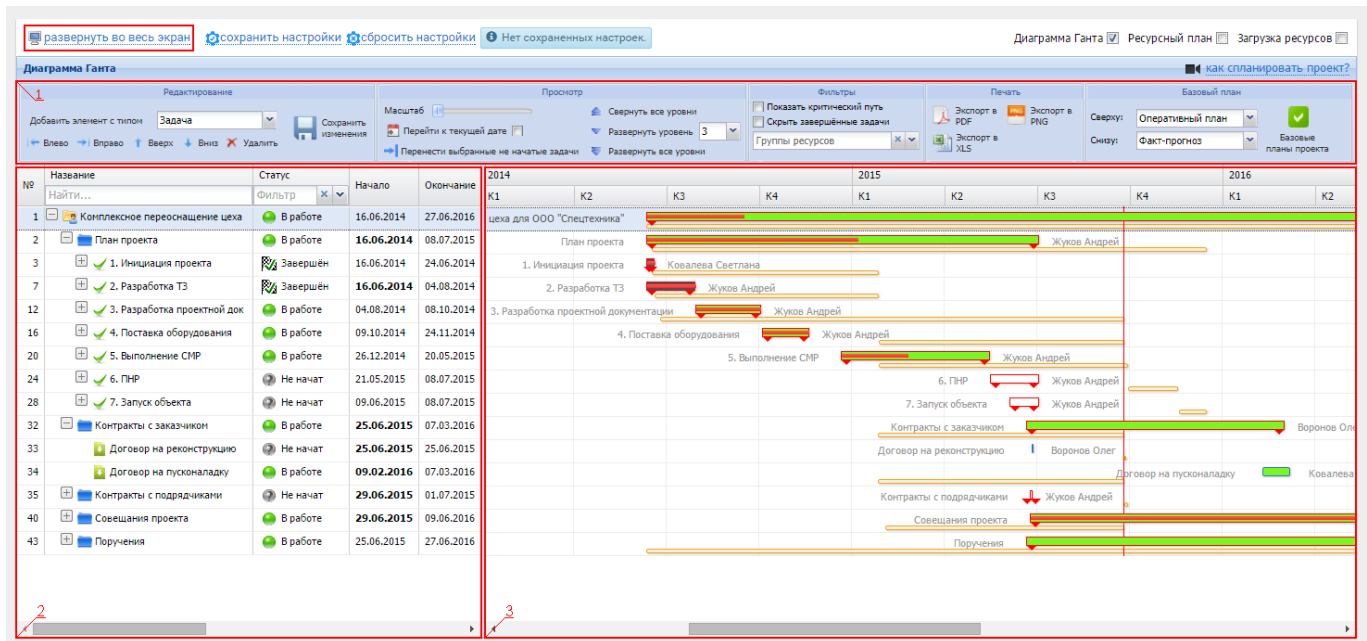 развернуть во весь экран сохранить настройки сбросить настройки Нет сохраненных настроек. Диаграмма Ганта Ресурсный план Загрузка ресурсов
Диаграмма Ганта как спланировать проект?
1 Редактирование Просмотр Фильтры Печать Базовый план
Добавить элемент с типом Задача
Сохранить изменения
Влево Вправо Вверх Вниз Удалить
Масштаб
Перейти к текущей дате
Перенести выбранные не начатые задачи
Свернуть все уровни
Развернуть уровень 3
Развернуть все уровни
Показать критический путь
Скрыть завершённые задачи
Группы ресурсов
Экспорт в PDF
PNG Экспорт в PNG
Экспорт в XLS
Сверху: Оперативный план
Снизу: Факт-прогноз
Базовые планы проекта
№ Название Статус Начало Окончание
Найти... Фильтр
1 Комплексное переоснащение цеха В работе 16.06.2014 27.06.2016
2 План проекта В работе 16.06.2014 08.07.2015
3 1. Инициация проекта Завершён 16.06.2014 24.06.2014
7 2. Разработка ТЗ Завершён 16.06.2014 04.08.2014
12 3. Разработка проектной док В работе 04.08.2014 08.10.2014
16 4. Поставка оборудования В работе 09.10.2014 24.11.2014
20 5. Выполнение СМР В работе 26.12.2014 20.05.2015
24 6. ПНР Не начат 21.05.2015 08.07.2015
28 7. Запуск объекта Не начат 09.06.2015 08.07.2015
32 Контракты с заказчиком В работе 25.06.2015 07.03.2016
33 Договор на реконструкцию Не начат 25.06.2015 25.06.2015
34 Договор на пусконаладку В работе 09.02.2016 07.03.2016
35 Контракты с подрядчиками Не начат 29.06.2015 01.07.2015
40 Совещания проекта В работе 29.06.2015 09.06.2016
43 Поручения В работе 25.06.2015 27.06.2016
2
2014 2015 2016
К1 К2 К3 К4 К1 К2 К3 К4 К1 К2
цеха для ООО "Спецтехника"
План проекта Жуков Андрей
1. Инициация проекта Ковалева Светлана
2. Разработка ТЗ Жуков Андрей
3. Разработка проектной документации Жуков Андрей
4. Поставка оборудования Жуков Андрей
5. Выполнение СМР Жуков Андрей
6. ПНР Жуков Андрей
7. Запуск объекта Жуков Андрей
Контракты с заказчиком Воронов Оле
Договор на реконструкцию Воронов Олег
Договор на пусконаладку Ковалева
Контракты с подрядчиками Жуков Андрей
Совещания проекта
Поручения
3